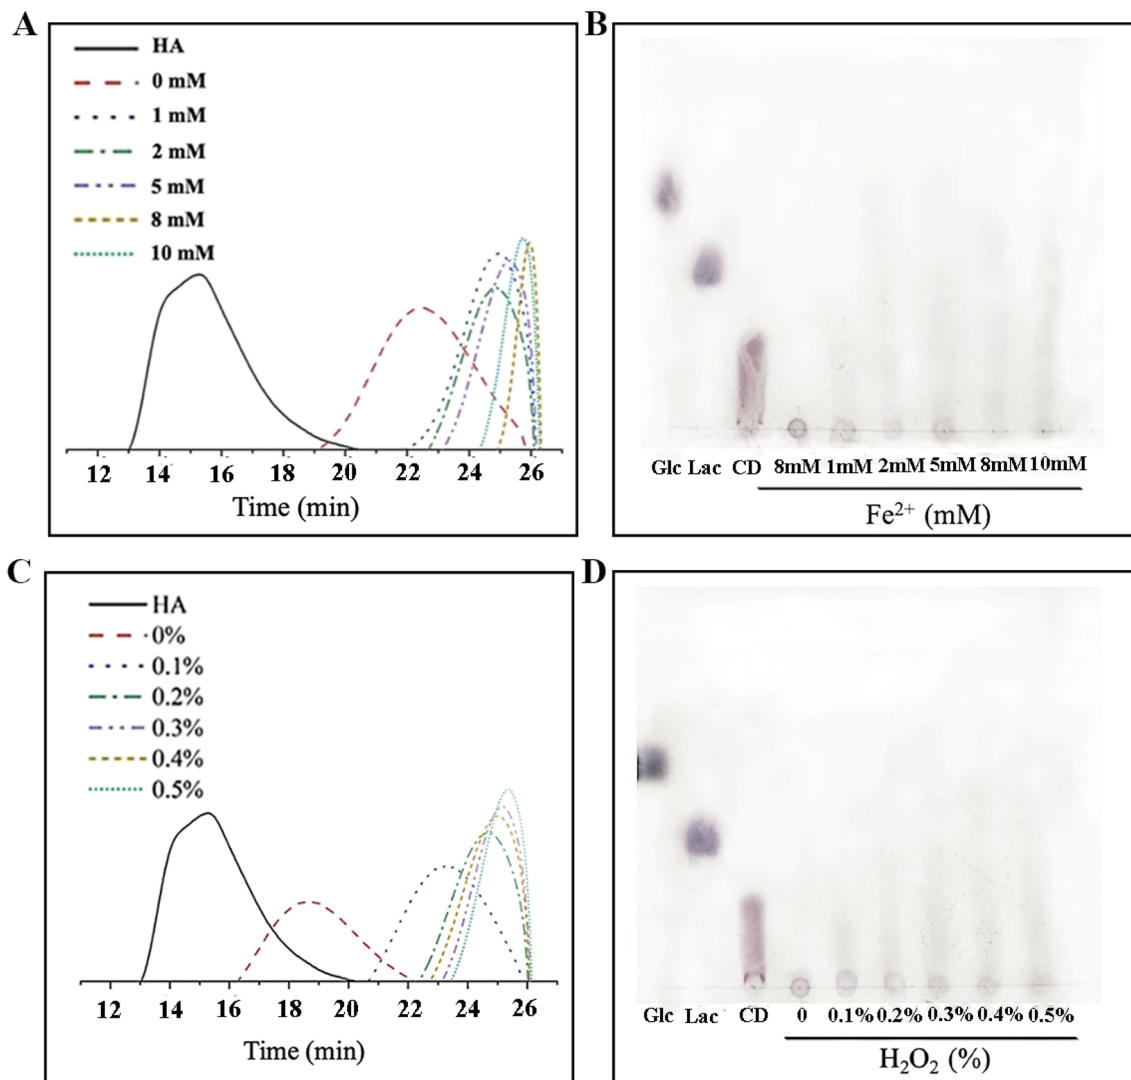 A
HA
0 mM
1 mM
2 mM
5 mM
8 mM
10 mM
12 14 16 18 20 22 24 26
Time (min)
B
Glc Lac CD 8mM 1mM 2mM 5mM 8mM 10mM
Fe²⁺ (mM)
C
HA
0%
0.1%
0.2%
0.3%
0.4%
0.5%
12 14 16 18 20 22 24 26
Time (min)
D
Glc Lac CD 0 0.1% 0.2% 0.3% 0.4% 0.5%
H₂O₂ (%)